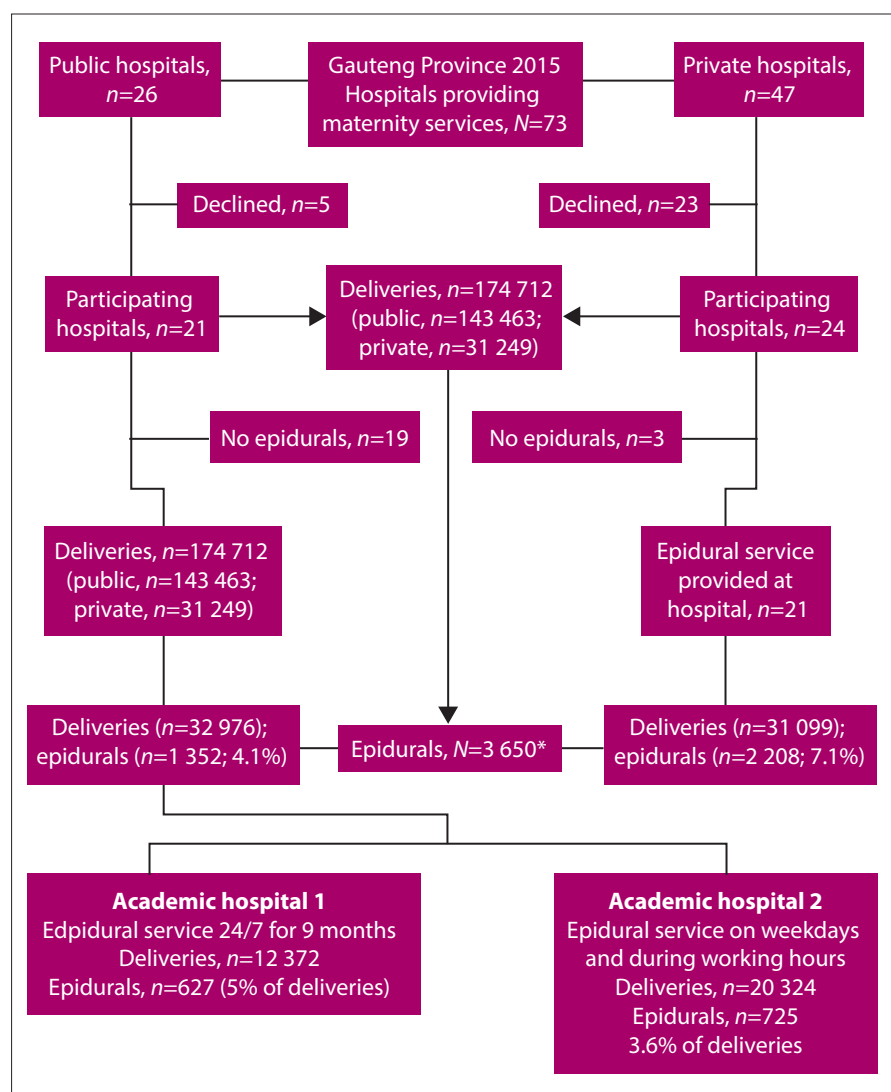 Public hospitals,
n=26
Gauteng Province 2015
Hospitals providing
maternity services, N=73
Private hospitals,
n=47
Declined, n=5
Declined, n=23
Participating
hospitals, n=21
Deliveries, n=174 712
(public, n=143 463;
private, n=31 249)
Participating
hospitals, n=24
No epidurals, n=19
No epidurals, n=3
Deliveries, n=174 712
(public, n=143 463;
private, n=31 249)
Epidural service
provided at
hospital, n=21
Deliveries (n=32 976);
epidurals (n=1 352; 4.1%)
Epidurals, N=3 650*
Deliveries (n=31 099);
epidurals (n=2 208; 7.1%)
Academic hospital 1
Edpidural service 24/7 for 9 months
Deliveries, n=12 372
Epidurals, n=627 (5% of deliveries)
Academic hospital 2
Epidural service on weekdays
and during working hours
Deliveries, n=20 324
Epidurals, n=725
3.6% of deliveries